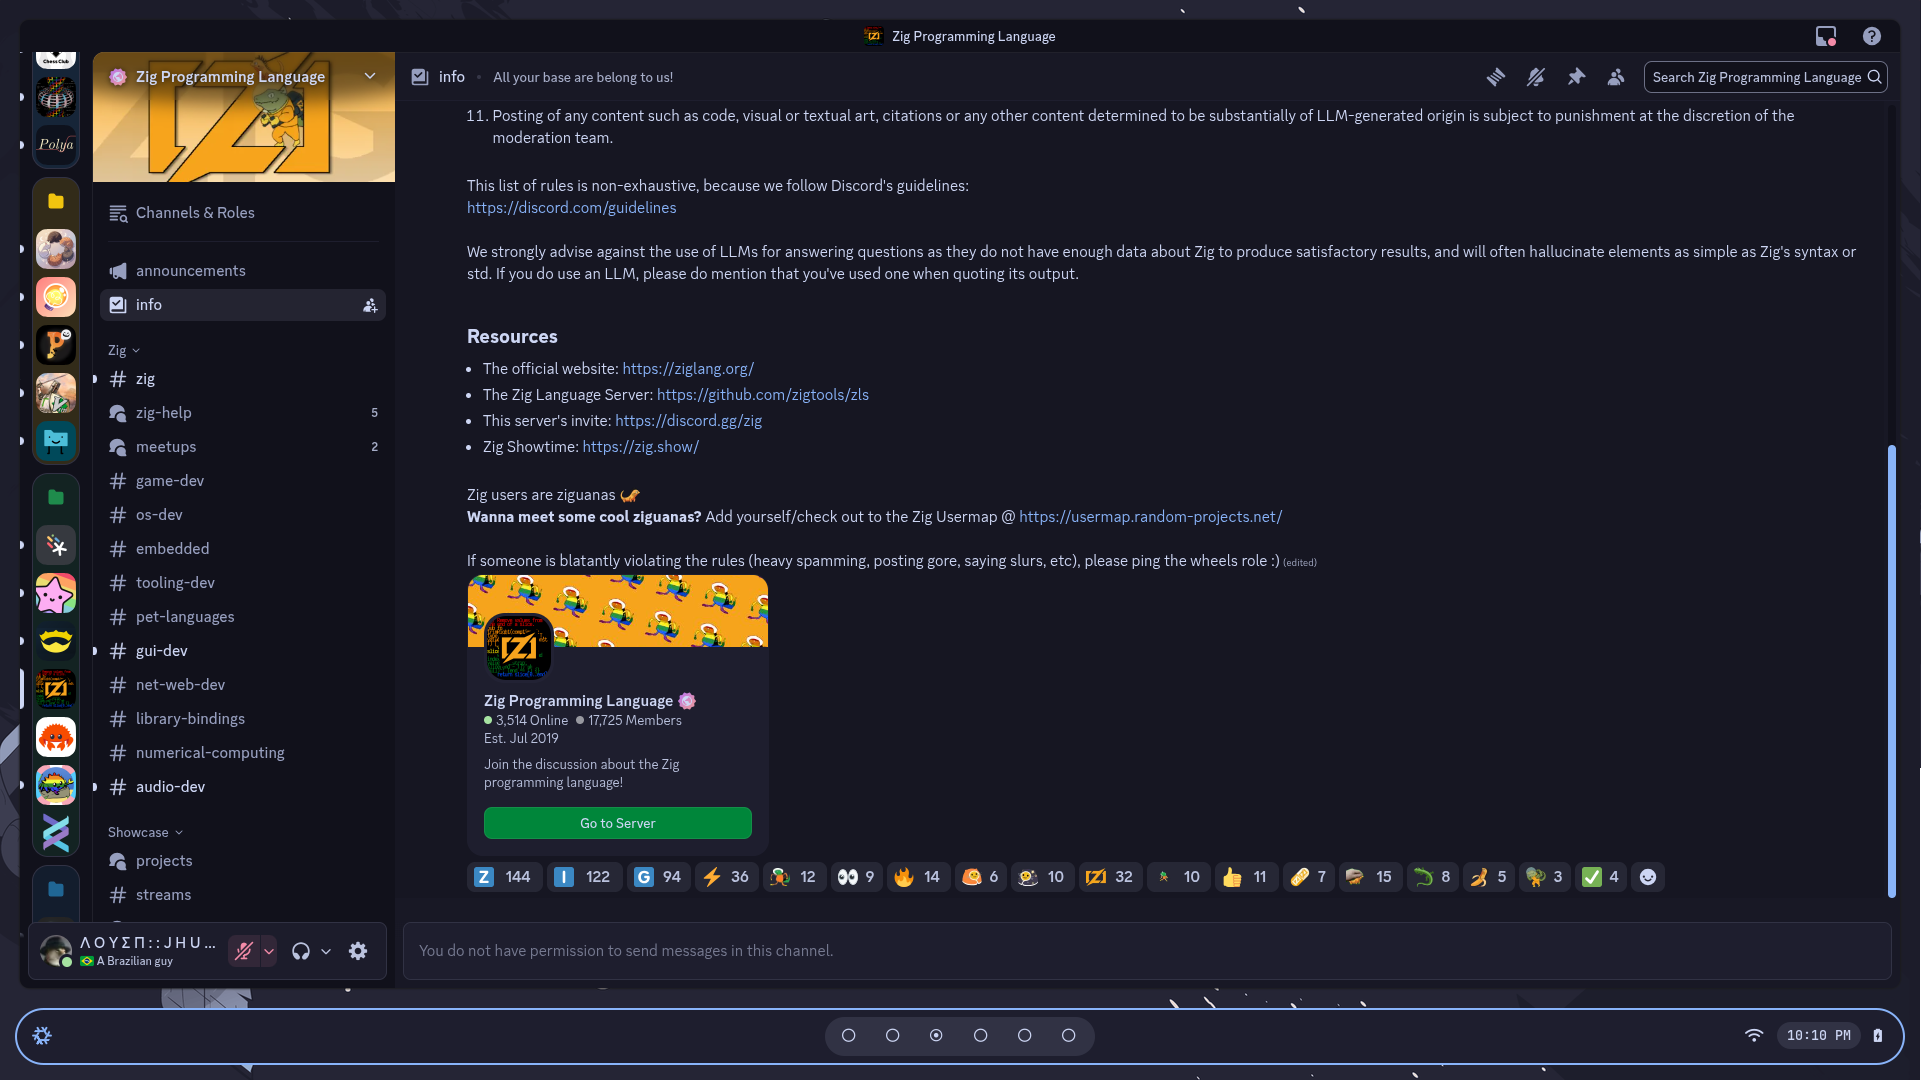 Zig Programming Language
Chess Club
Polya
Zig Programming Language
Channels & Roles
announcements
info
Zig
zig
zig-help 5
meetups 2
game-dev
os-dev
embedded
tooling-dev
pet-languages
gui-dev
net-web-dev
library-bindings
numerical-computing
audio-dev
Showcase
projects
streams
ΛΟΥΣΠ::JHU...
A Brazilian guy
info • All your base are belong to us!
Search Zig Programming Language
11. Posting of any content such as code, visual or textual art, citations or any other content determined to be substantially of LLM-generated origin is subject to punishment at the discretion of the
moderation team.
This list of rules is non-exhaustive, because we follow Discord's guidelines:
https://discord.com/guidelines
We strongly advise against the use of LLMs for answering questions as they do not have enough data about Zig to produce satisfactory results, and will often hallucinate elements as simple as Zig's syntax or
std. If you do use an LLM, please do mention that you've used one when quoting its output.
Resources
• The official website: https://ziglang.org/
• The Zig Language Server: https://github.com/zigtools/zls
• This server's invite: https://discord.gg/zig
• Zig Showtime: https://zig.show/
Zig users are ziguanas
Wanna meet some cool ziguanas? Add yourself/check out to the Zig Usermap @ https://usermap.random-projects.net/
If someone is blatantly violating the rules (heavy spamming, posting gore, saying slurs, etc), please ping the wheels role :) (edited)
Zig Programming Language
3,514 Online 17,725 Members
Est. Jul 2019
Join the discussion about the Zig
programming language!
Go to Server
Z 144 I 122 G 94 36 12 9 14 6 10 32 10 11 7 15 8 5 3 4
You do not have permission to send messages in this channel.
10:10 PM